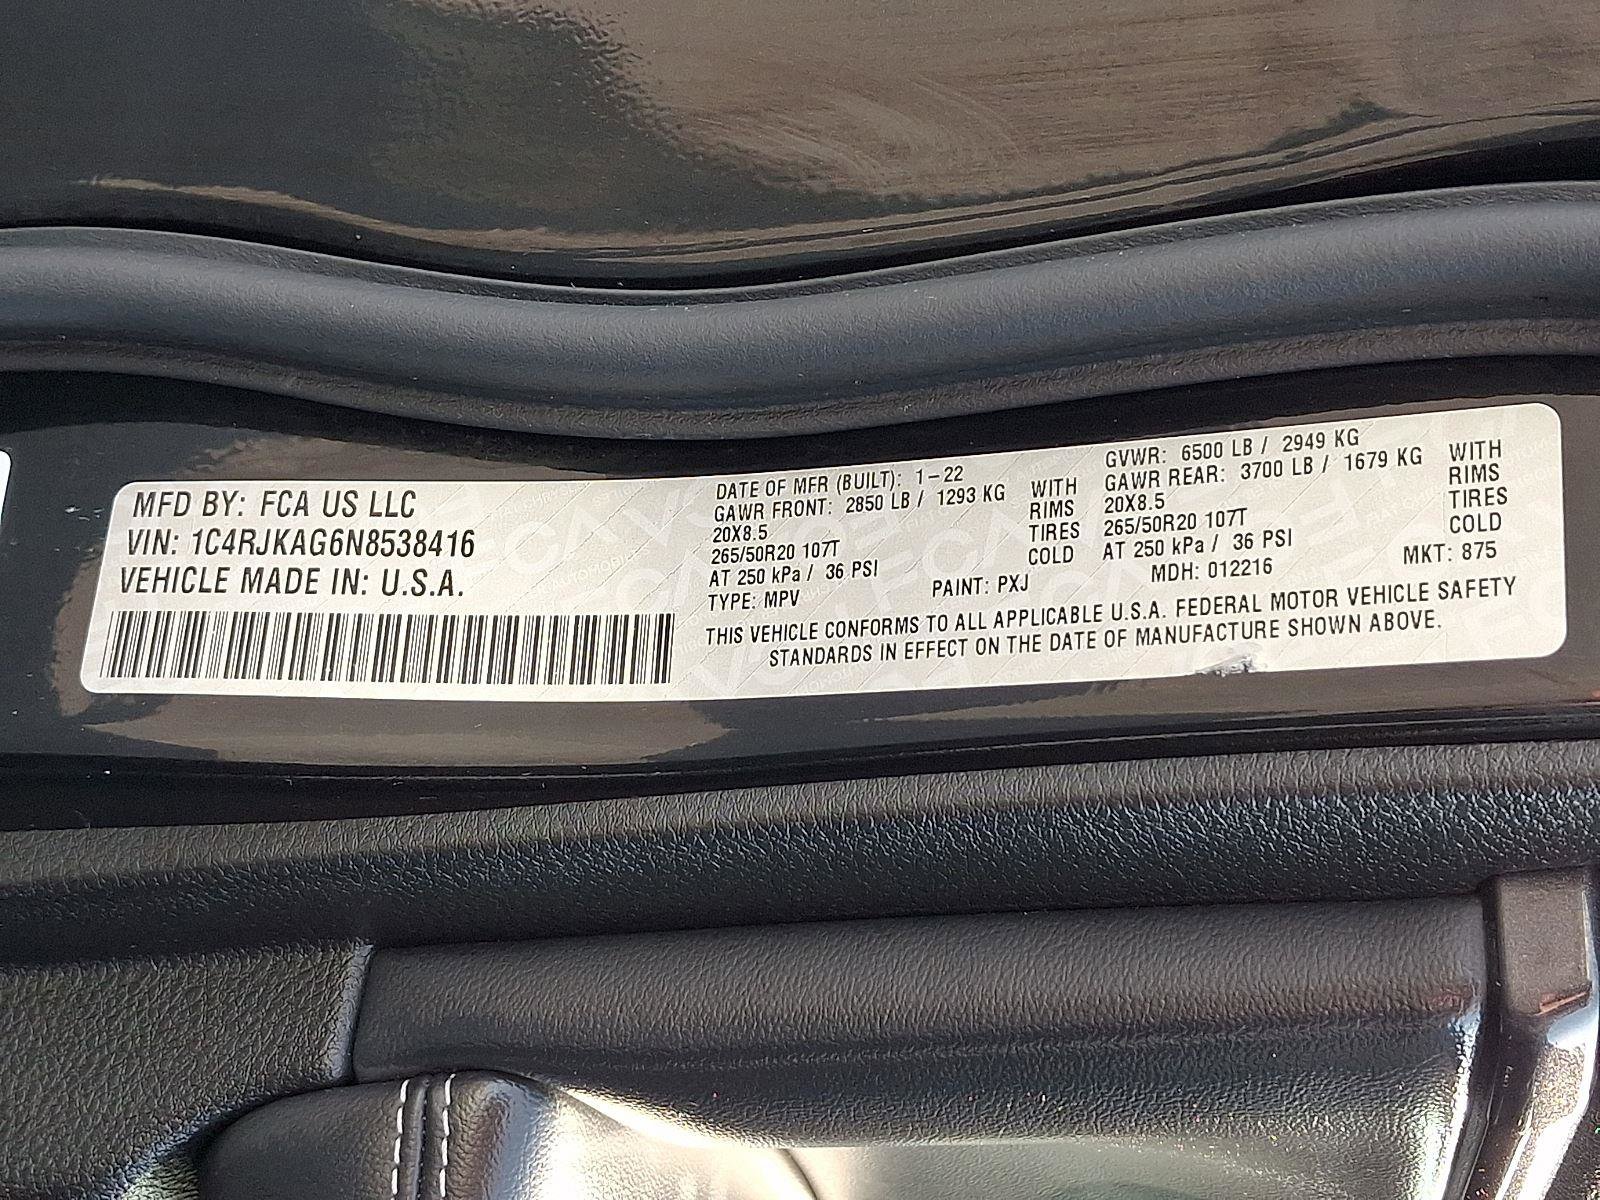 MFD BY: FCA US LLC
VIN: 1C4RJKAG6N8538416
VEHICLE MADE IN: U.S.A.
DATE OF MFR (BUILT): 1-22
GAWR FRONT: 2850 LB / 1293 KG WITH
20X8.5 RIMS
265/50R20 107T TIRES
AT 250 kPa / 36 PSI COLD
TYPE: MPV PAINT: PXJ
GVWR: 6500 LB / 2949 KG
GAWR REAR: 3700 LB / 1679 KG WITH
20X8.5 RIMS
265/50R20 107T TIRES
AT 250 kPa / 36 PSI COLD
MDH: 012216 MKT: 875
THIS VEHICLE CONFORMS TO ALL APPLICABLE U.S.A. FEDERAL MOTOR VEHICLE SAFETY
STANDARDS IN EFFECT ON THE DATE OF MANUFACTURE SHOWN ABOVE.